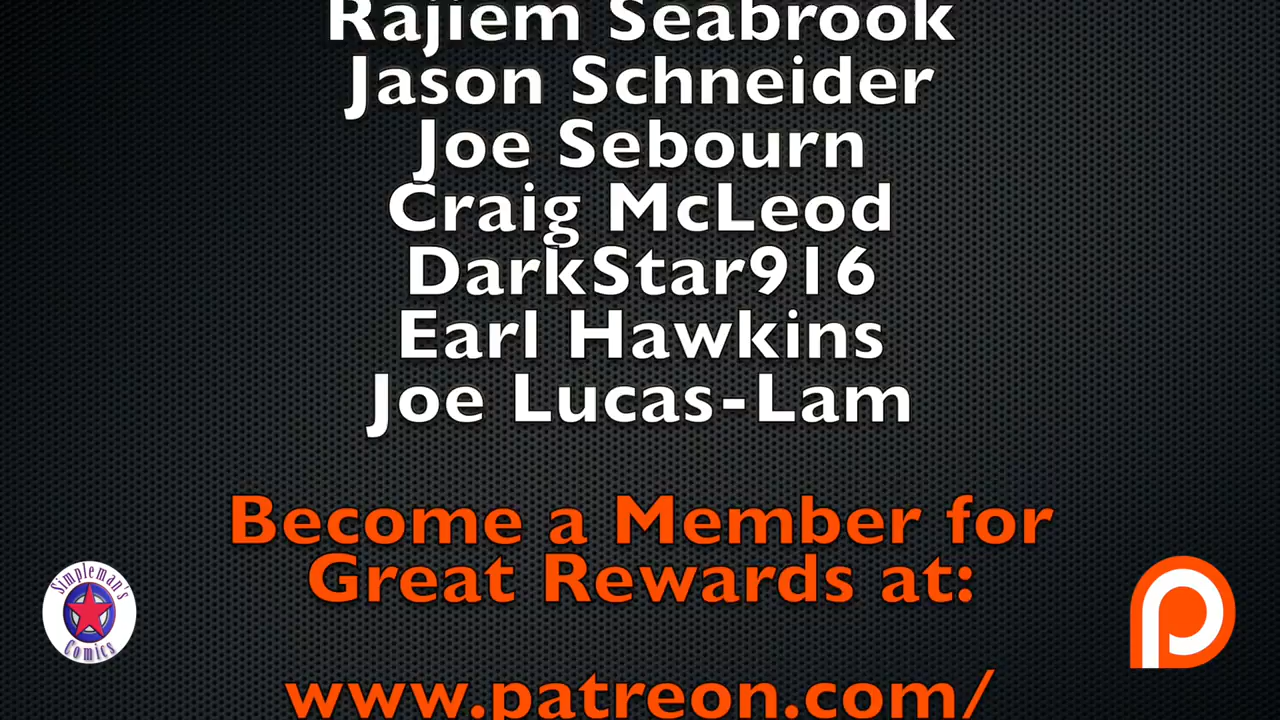 Rajiem Seabrook
Jason Schneider
Joe Sebourn
Craig McLeod
DarkStar916
Earl Hawkins
Joe Lucas-Lam
Become a Member for
Great Rewards at:
Simpleman's
Comics
www.patreon.com/